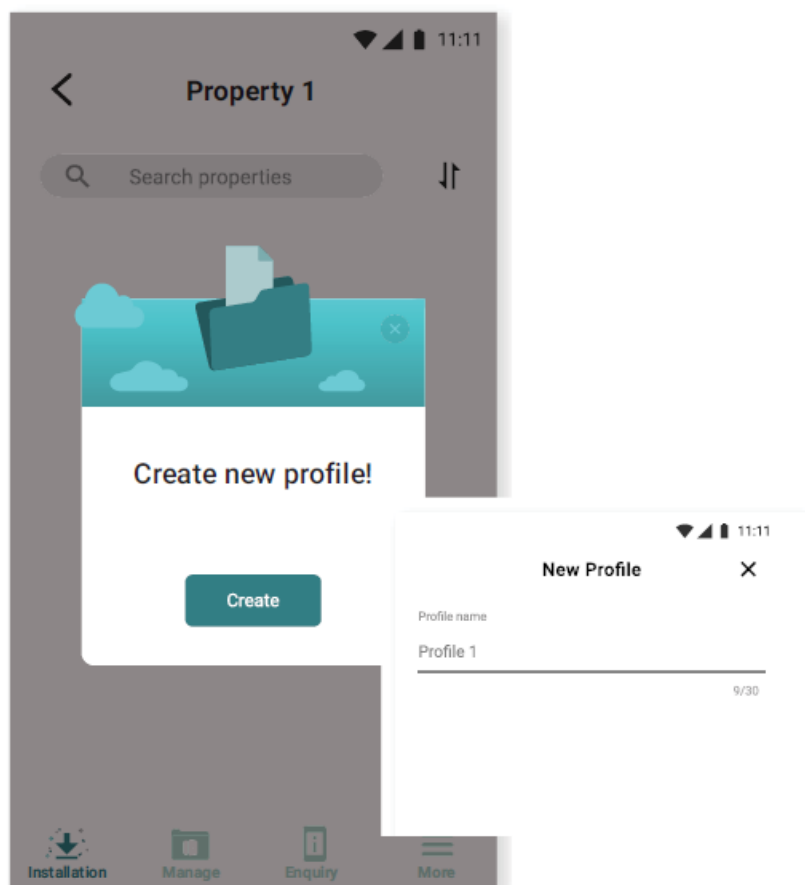 11:11
Property 1
Search properties
Create new profile!
Create
Installation
Manage
Enquiry
More
11:11
New Profile
Profile name
Profile 1
9/30